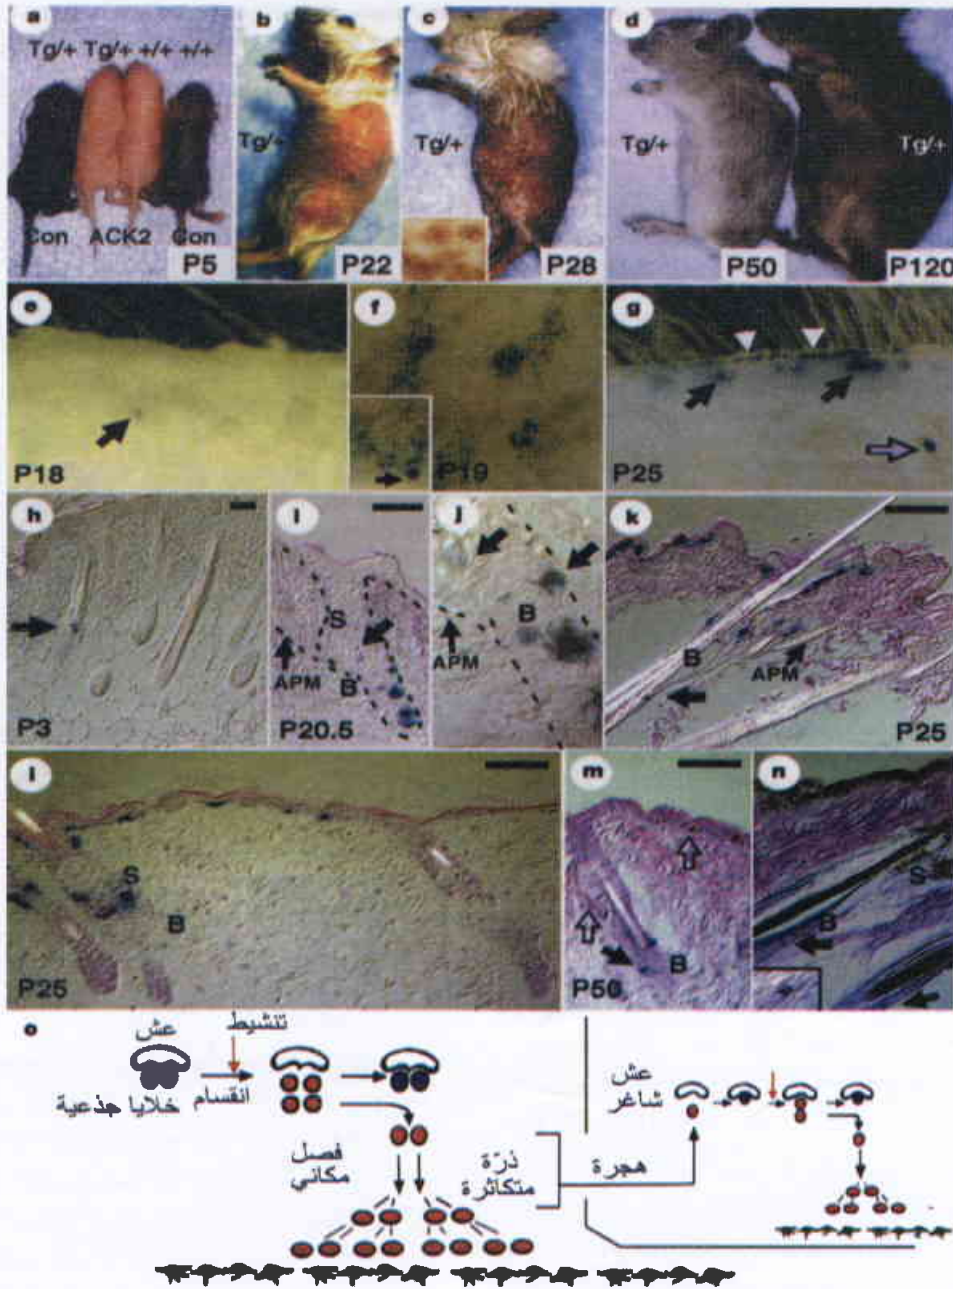 a b c d
Tg/+ Tg/+ +/+ +/+
Tg/+ Tg/+ Tg/+ Tg/+
Con ACK2 Con
P5 P22 P28 P50 P120
e f g
P18 P19 P25
h i j k
S B B
APM APM B APM
P3 P20.5 P25
l m n
S S
B B B
P25 P50
o
عش
تنشيط
خلايا جذعية
انقسام
فصل
مكاني
ذرّة
متكاثرة
هجرة
عش
شاغر